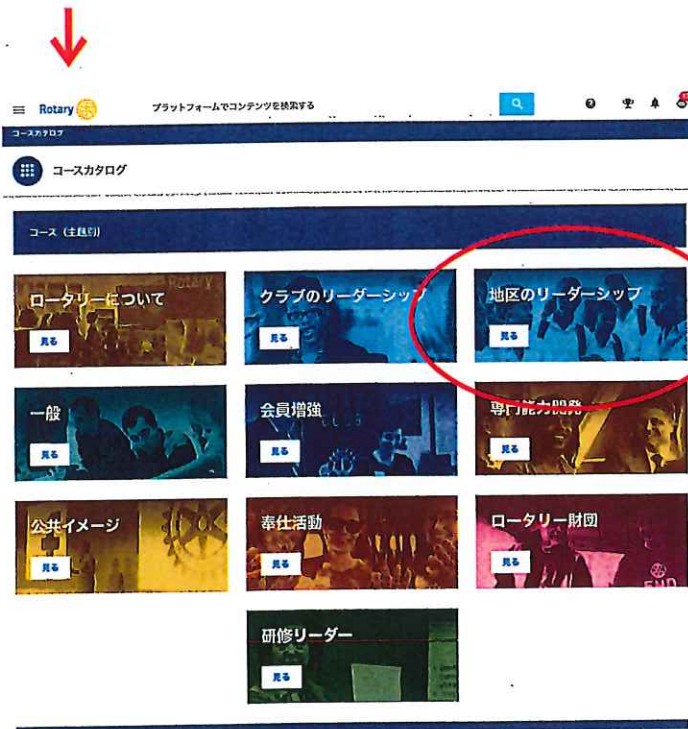 Rotary
プラットフォームでコンテンツを検索する
コースカタログ
コースカタログ
コース (主題別)
ロータリーについて
見る
クラブのリーダーシップ
見る
地区のリーダーシップ
見る
一般
見る
会員増強
見る
専門能力開発
見る
公共イメージ
見る
奉仕活動
見る
ロータリー財団
見る
END
研修リーダー
見る